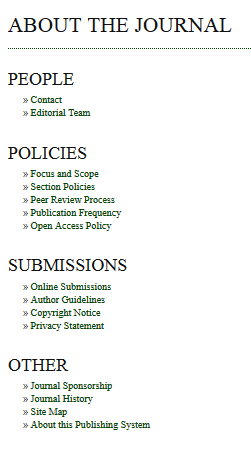 ABOUT THE JOURNAL
PEOPLE
» Contact
» Editorial Team
POLICIES
» Focus and Scope
» Section Policies
» Peer Review Process
» Publication Frequency
» Open Access Policy
SUBMISSIONS
» Online Submissions
» Author Guidelines
» Copyright Notice
» Privacy Statement
OTHER
» Journal Sponsorship
» Journal History
» Site Map
» About this Publishing System